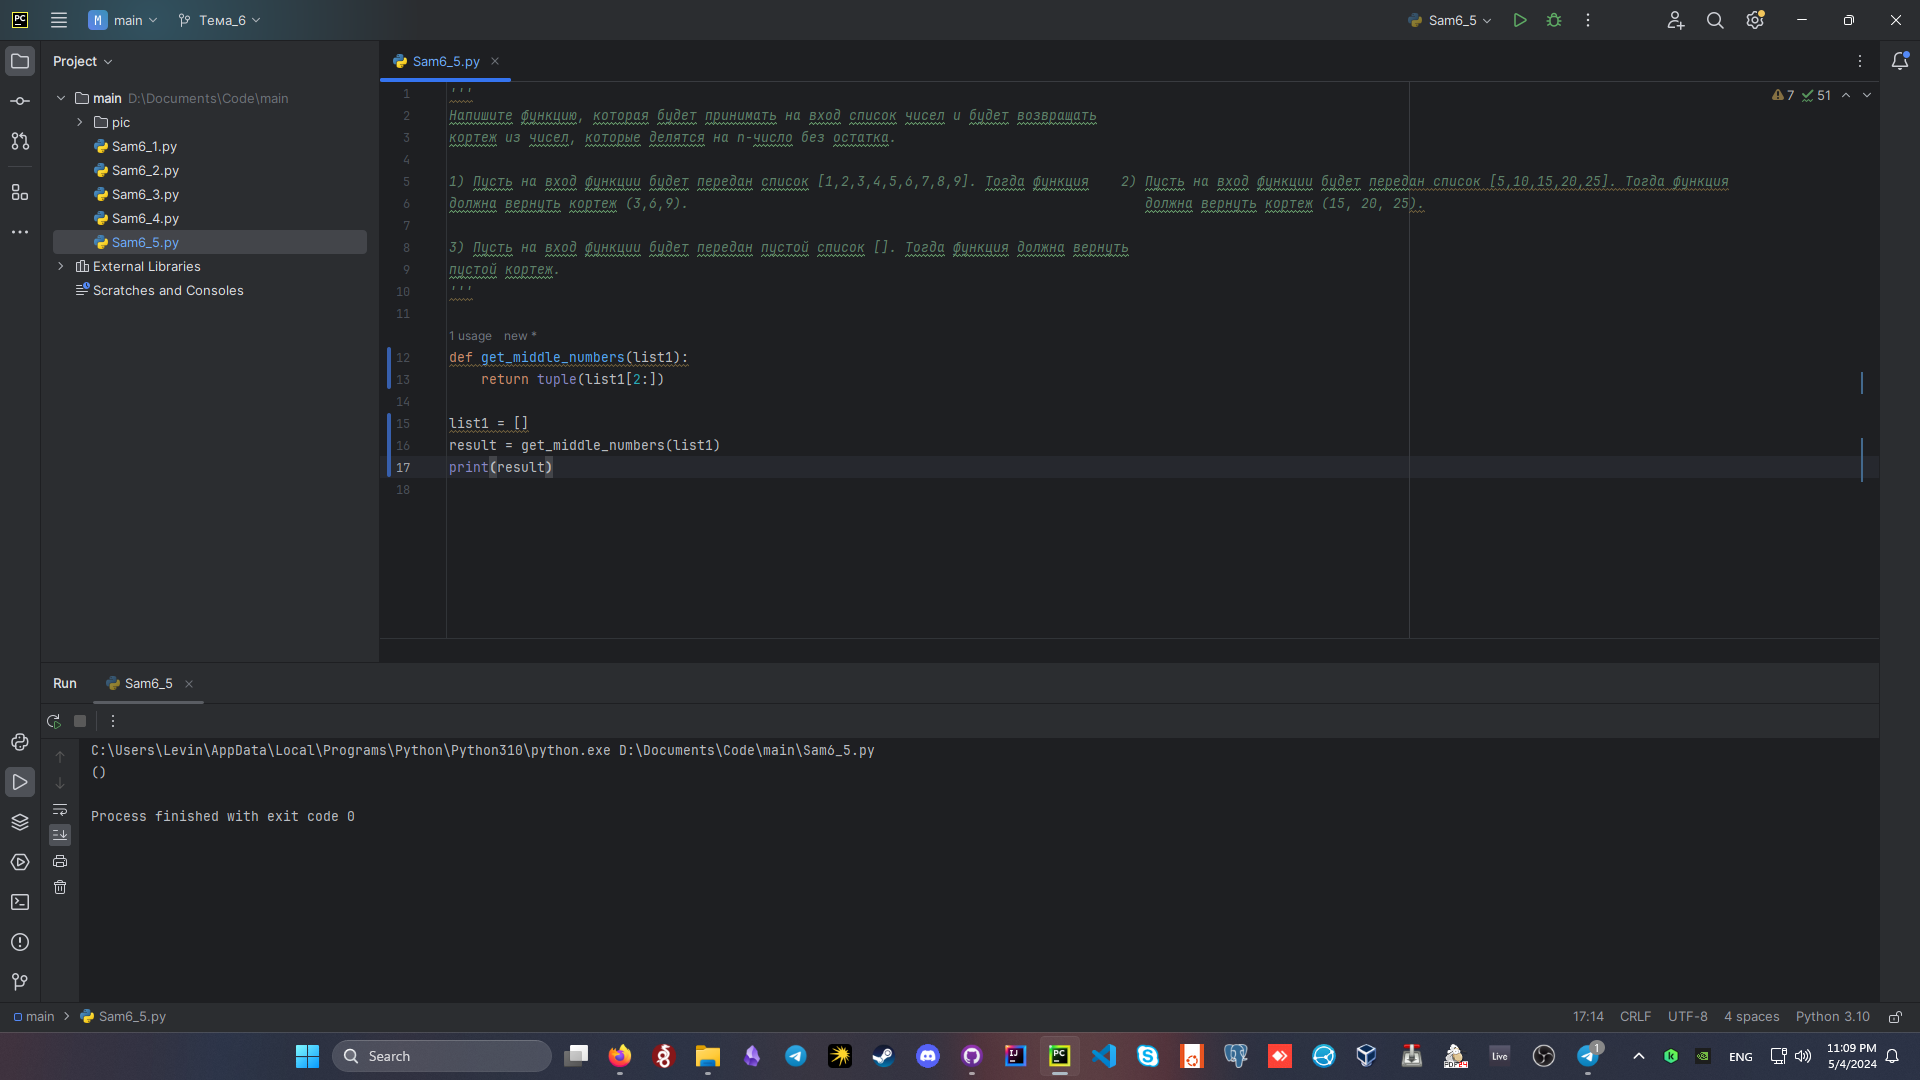 main
Тема_6
Sam6_5
Project
Sam6_5.py
main D:\Documents\Code\main
pic
Sam6_1.py
Sam6_2.py
Sam6_3.py
Sam6_4.py
Sam6_5.py
External Libraries
Scratches and Consoles
7 51
1 '''
2 Напишите функцию, которая будет принимать на вход список чисел и будет возвращать
3 кортеж из чисел, которые делятся на n-число без остатка.
4
5 1) Пусть на вход функции будет передан список [1,2,3,4,5,6,7,8,9]. Тогда функция 2) Пусть на вход функции будет передан список [5,10,15,20,25]. Тогда функция
6 должна вернуть кортеж (3,6,9). должна вернуть кортеж (15, 20, 25).
7
8 3) Пусть на вход функции будет передан пустой список []. Тогда функция должна вернуть
9 пустой кортеж.
10 '''
11
1 usage new *
12 def get_middle_numbers(list1):
13 return tuple(list1[2:])
14
15 list1 = []
16 result = get_middle_numbers(list1)
17 print(result)
18
Run Sam6_5
C:\Users\Levin\AppData\Local\Programs\Python\Python310\python.exe D:\Documents\Code\main\Sam6_5.py
()
Process finished with exit code 0
main > Sam6_5.py
17:14 CRLF UTF-8 4 spaces Python 3.10
Search
Live
1
ENG
11:09 PM
5/4/2024